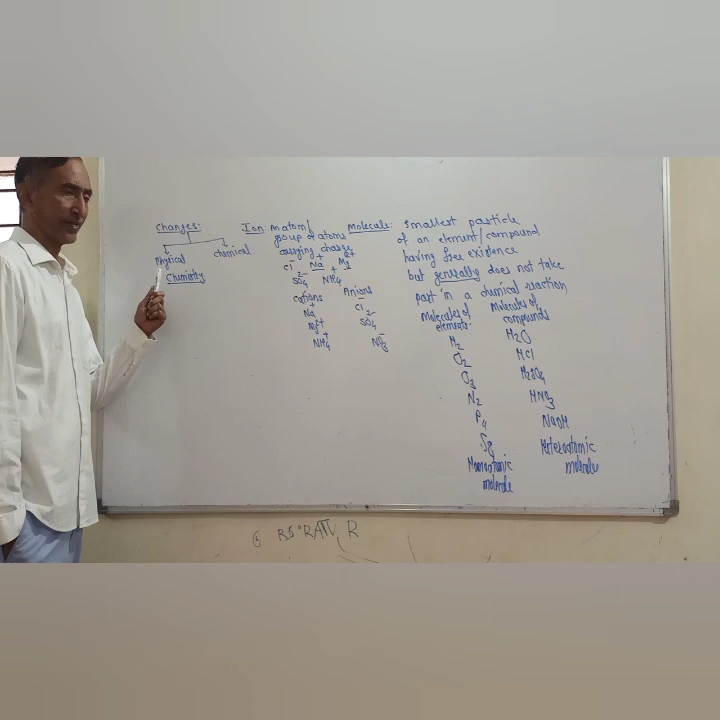 Changes:
Physical chemical
Chemistry
Ion: An atom/
group of atoms
carrying charge
Cl⁻ Na⁺ Mg²⁺
SO₄²⁻ NH₄⁺
Cations Anions
Na⁺ Cl⁻
Mg²⁺ SO₄²⁻
NH₄⁺ NO₃⁻
Molecule: Smallest particle
of an element/compound
having free existence
but generally does not take
part in a chemical reaction
Molecules of
elements:
H₂
O₂
O₃
N₂
P₄
S₈
Homoatomic
molecule
Molecules of
compounds
H₂O
HCl
H₂SO₄
HNO₃
NaOH
Heteroatomic
molecule